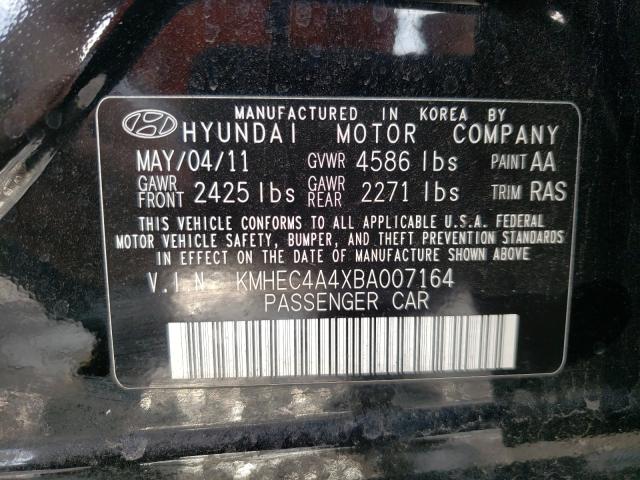 MANUFACTURED IN KOREA BY
HYUNDAI MOTOR COMPANY
MAY/04/11 GVWR 4586 lbs PAINT AA
GAWR FRONT 2425 lbs GAWR REAR 2271 lbs TRIM RAS
THIS VEHICLE CONFORMS TO ALL APPLICABLE U.S.A. FEDERAL
MOTOR VEHICLE SAFETY, BUMPER, AND THEFT PREVENTION STANDARDS
IN EFFECT ON THE DATE OF MANUFACTURE SHOWN ABOVE
V.I.N. KMHEC4A4XBA007164
PASSENGER CAR